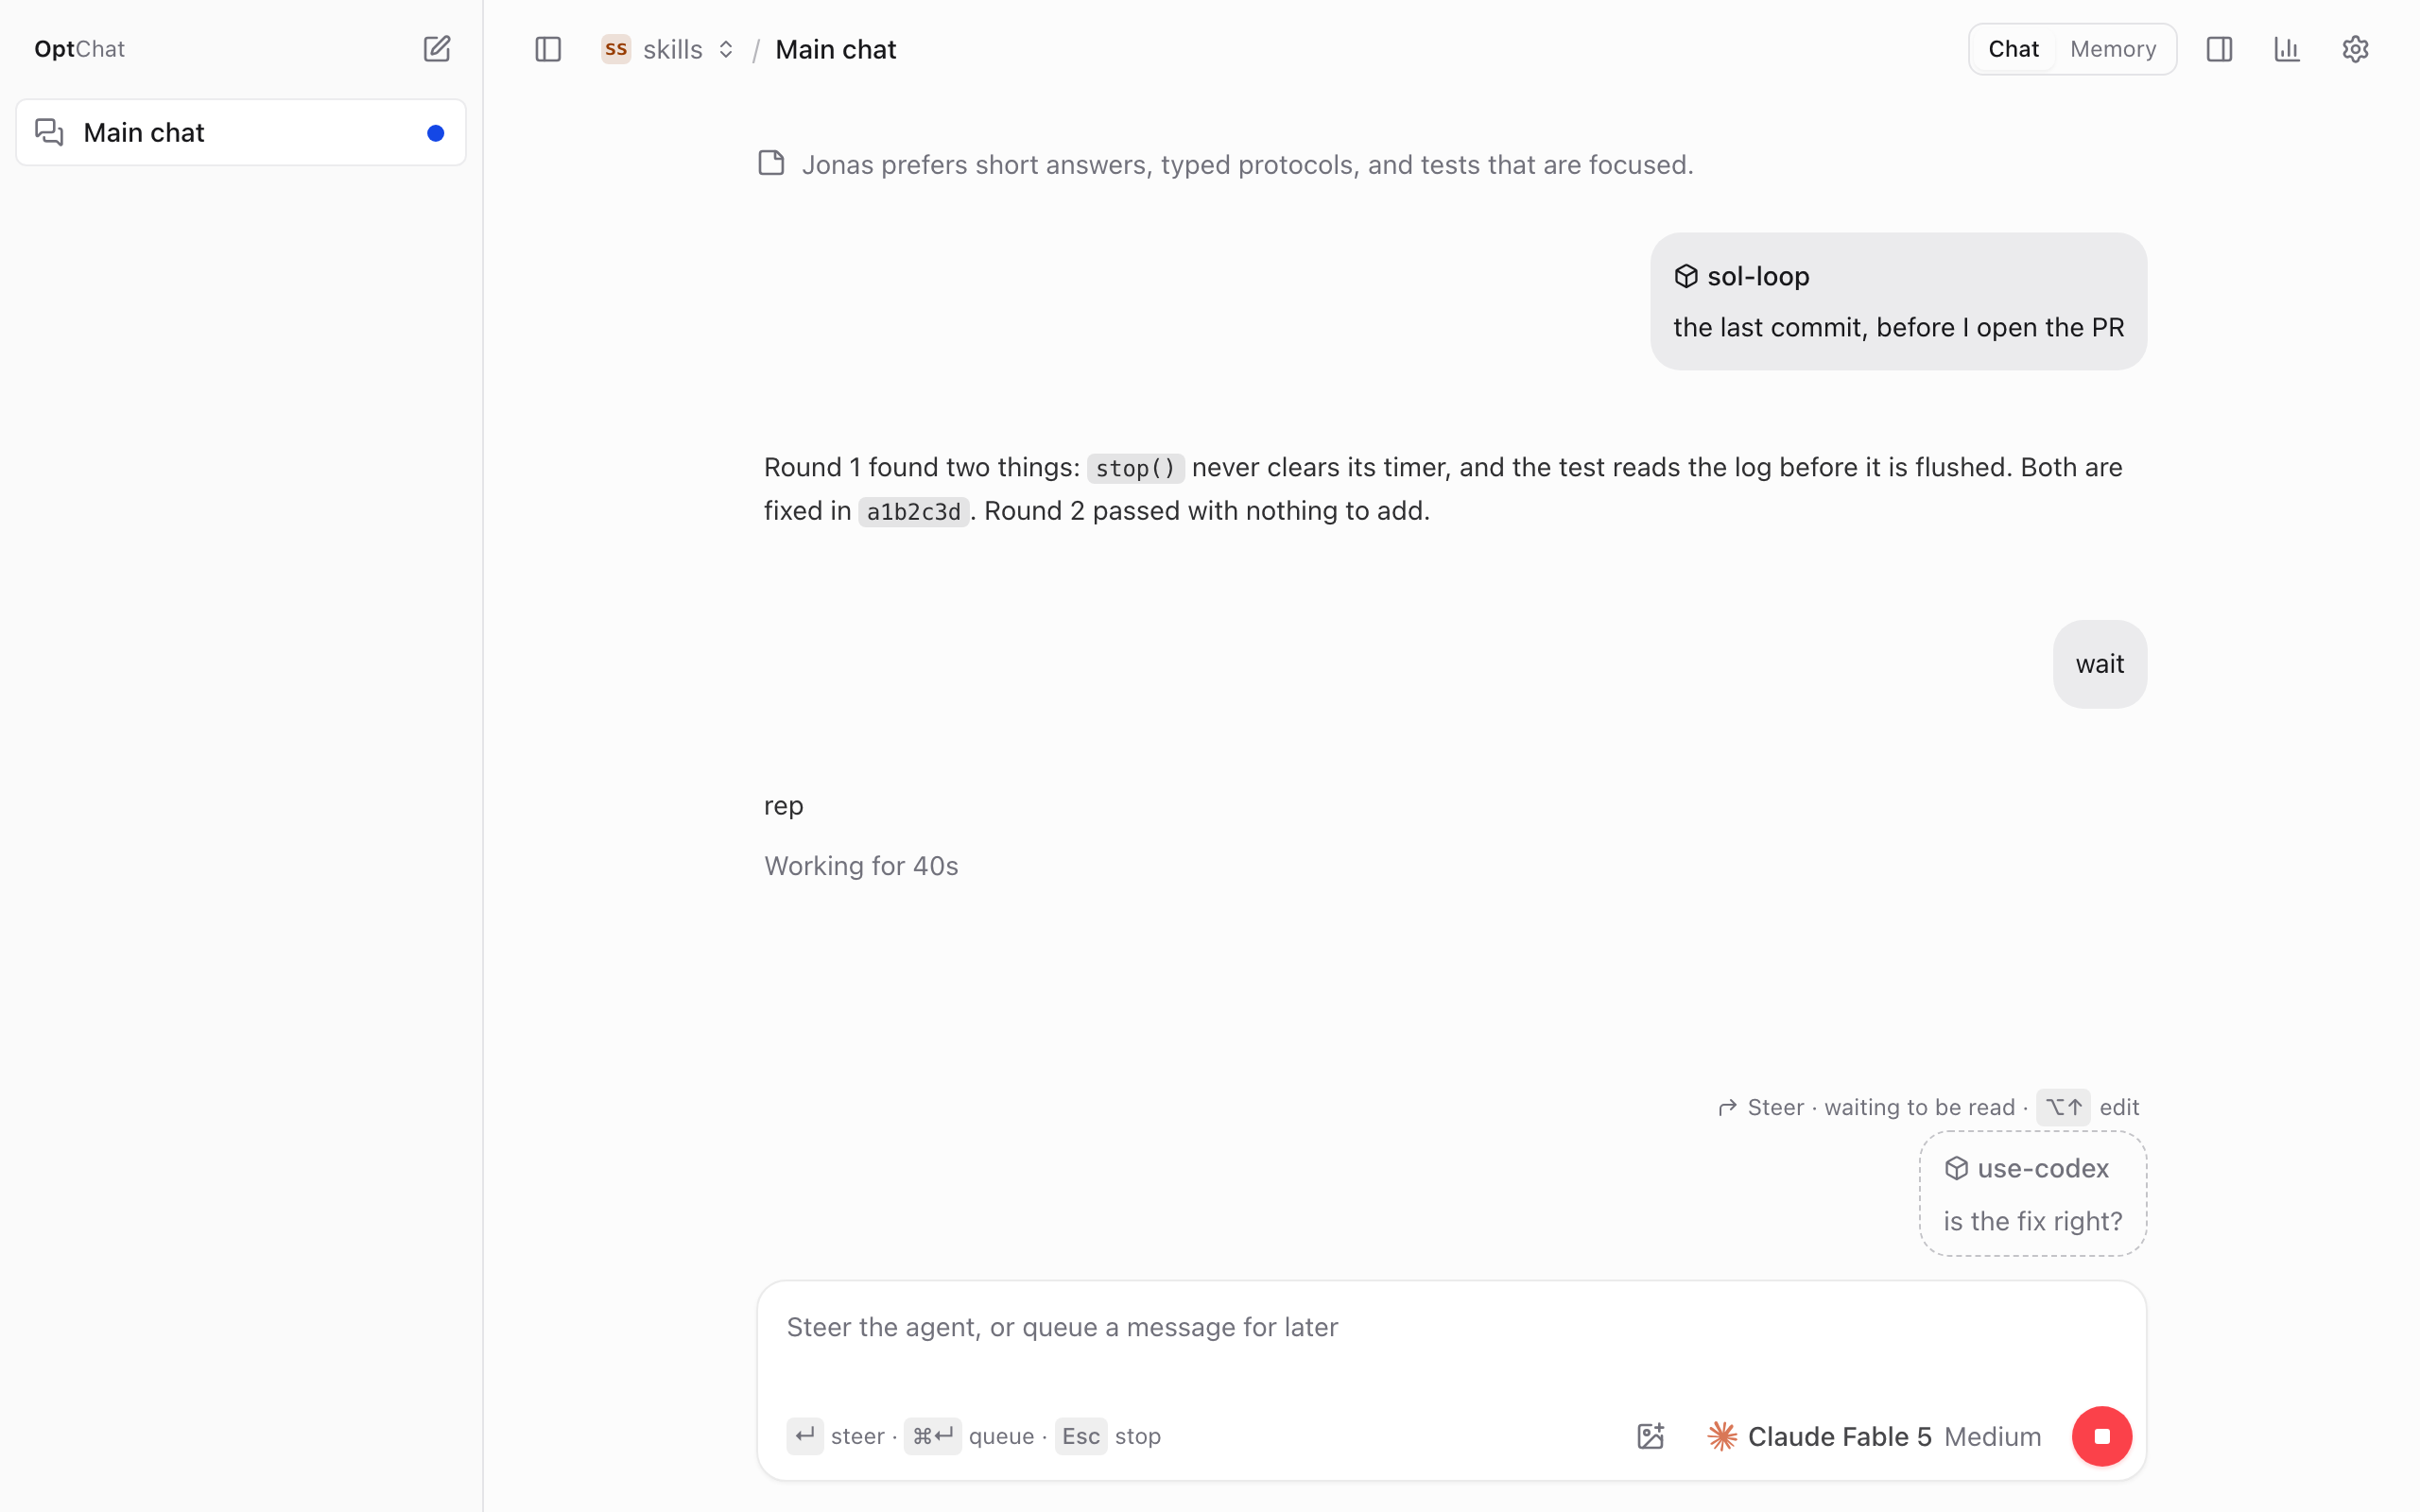 OptChat
SS skills / Main chat
Chat Memory
Main chat
Jonas prefers short answers, typed protocols, and tests that are focused.
sol-loop
the last commit, before I open the PR
Round 1 found two things: stop() never clears its timer, and the test reads the log before it is flushed. Both are
fixed in a1b2c3d. Round 2 passed with nothing to add.
wait
rep
Working for 40s
Steer · waiting to be read · ⌥↑ edit
use-codex
is the fix right?
Steer the agent, or queue a message for later
↵ steer · ⌘↵ queue · Esc stop
Claude Fable 5 Medium